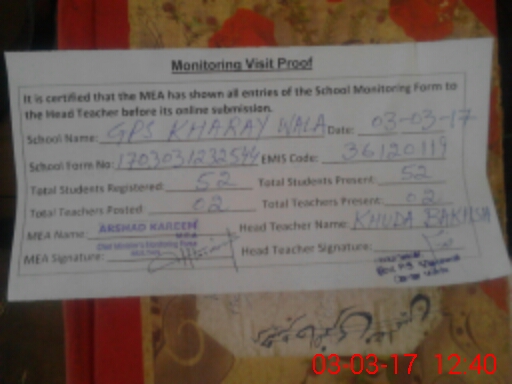 Monitoring Visit Proof
It is certified that the MEA has shown all entries of the School Monitoring Form to
the Head Teacher before its online submission.
School Name: GPS KHARAY WALA Date: 03-03-17
School Form No: EMIS Code: 36120119
Total Students Registered: 52 Total Students Present: 52
Total Teachers Posted: 02 Total Teachers Present: 02
MEA Name: ARSHAD KAREEM Head Teacher Name: KHUDA BAKHSH
MEA Signature: Head Teacher Signature:
03-03-17 12:40